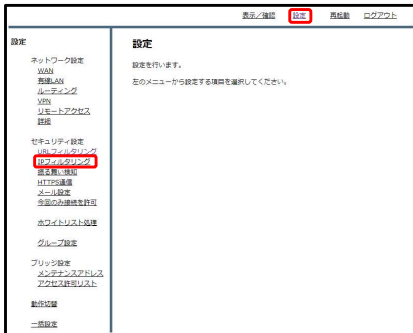 表示／確認 設定 再起動 ログアウト
設定
ネットワーク設定
WAN
有線LAN
ルーティング
VPN
リモートアクセス
詳細
セキュリティ設定
URLフィルタリング
IPフィルタリング
振る舞い検知
HTTPS通信
メール設定
今回のみ接続を許可
ホワイトリスト処理
グループ設定
ブリッジ設定
メンテナンスアドレス
アクセス許可リスト
動作切替
一括設定
設定
設定を行います。
左のメニューから設定する項目を選択してください。